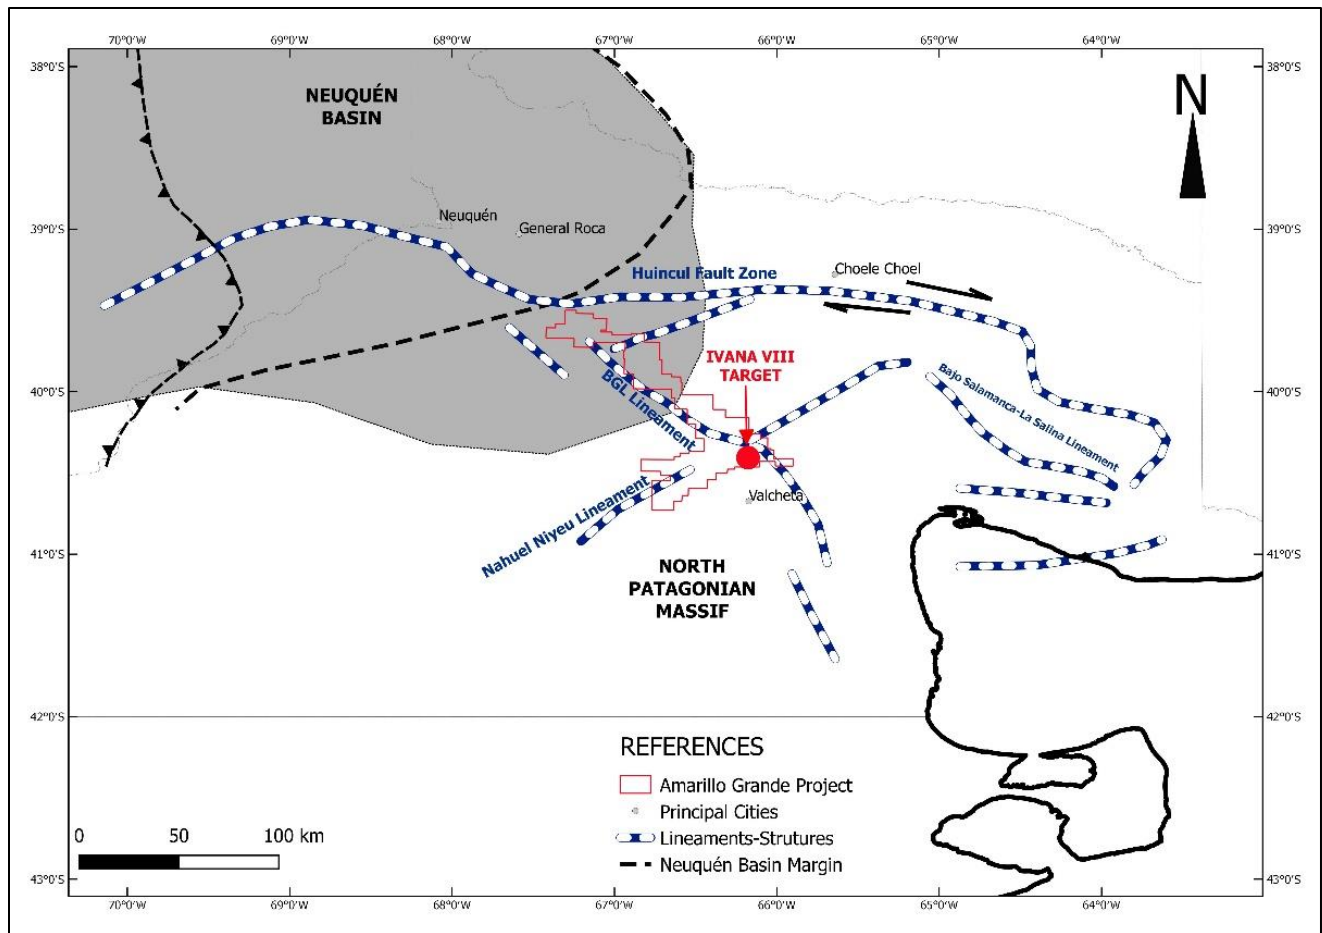 70°0'W 69°0'W 68°0'W 67°0'W 66°0'W 65°0'W 64°0'W
38°0'S 38°0'S
NEUQUÉN
BASIN
N
39°0'S 39°0'S
Neuquén
General Roca
Huincul Fault Zone
Choele Choel
IVANA VIII
TARGET
40°0'S 40°0'S
BGL Lineament
Bajo Salamanca-La Salina Lineament
Nahuel Niyeu Lineament
Valcheta
41°0'S 41°0'S
NORTH
PATAGONIAN
MASSIF
42°0'S 42°0'S
REFERENCES
Amarillo Grande Project
Principal Cities
Lineaments-Strutures
Neuquén Basin Margin
0 50 100 km
43°0'S 43°0'S
70°0'W 69°0'W 68°0'W 67°0'W 66°0'W 65°0'W 64°0'W